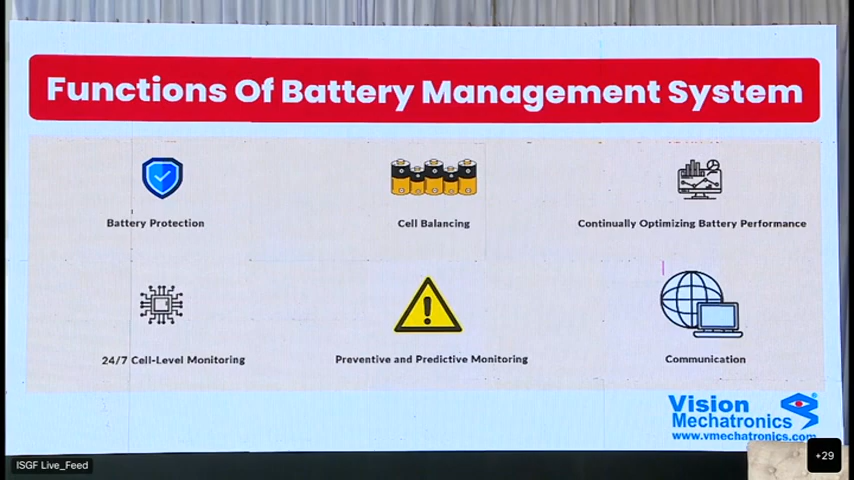 Functions Of Battery Management System
Battery Protection
Cell Balancing
Continually Optimizing Battery Performance
24/7 Cell-Level Monitoring
Preventive and Predictive Monitoring
Communication
Vision
Mechatronics
www.vmechatronics.com
ISGF Live_Feed
+29